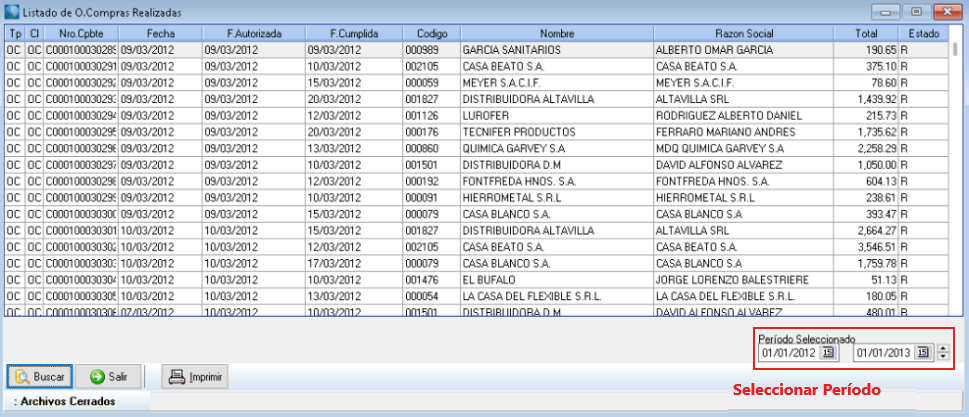 Listado de O.Compras Realizadas
Tp Cl Nro.Cpbte Fecha F.Autorizada F.Cumplida Codigo Nombre Razon Social Total Estado
OC OC C00010003028 09/03/2012 09/03/2012 09/03/2012 000989 GARCIA SANITARIOS ALBERTO OMAR GARCIA 190.65 R
OC OC C000100030291 09/03/2012 09/03/2012 10/03/2012 002105 CASA BEATO S.A. CASA BEATO S.A. 375.10 R
OC OC C00010003029 09/03/2012 09/03/2012 15/03/2012 000059 MEYER S.A.C.I.F. MEYER S.A.C.I.F. 78.60 R
OC OC C00010003029 09/03/2012 09/03/2012 20/03/2012 001827 DISTRIBUIDORA ALTAVILLA ALTAVILLA SRL 1,439.92 R
OC OC C00010003029 09/03/2012 09/03/2012 12/03/2012 001126 LUROFER RODRIGUEZ ALBERTO DANIEL 215.73 R
OC OC C00010003029 09/03/2012 09/03/2012 20/03/2012 000176 TECNIFER PRODUCTOS FERRARO MARIANO ANDRES 1,735.62 R
OC OC C00010003029 09/03/2012 09/03/2012 13/03/2012 000860 QUIMICA GARVEY S.A MDQ QUIMICA GARVEY S.A 2,258.29 R
OC OC C00010003029 09/03/2012 09/03/2012 10/03/2012 001501 DISTRIBUIDORA D.M DAVID ALFONSO ALVAREZ 1,050.00 R
OC OC C00010003029 09/03/2012 09/03/2012 12/03/2012 000192 FONTFREDA HNOS. S.A. FONTFREDA HNOS. S.A. 604.13 R
OC OC C00010003029 09/03/2012 09/03/2012 10/03/2012 000091 HIERROMETAL S.R.L HIERROMETAL S.R.L 238.61 R
OC OC C00010003030 09/03/2012 09/03/2012 15/03/2012 000079 CASA BLANCO S.A. CASA BLANCO S.A 393.47 R
OC OC C000100030301 10/03/2012 10/03/2012 15/03/2012 001827 DISTRIBUIDORA ALTAVILLA ALTAVILLA SRL 2,664.27 R
OC OC C00010003030 10/03/2012 10/03/2012 12/03/2012 002105 CASA BEATO S.A. CASA BEATO S.A. 3,546.51 R
OC OC C00010003030 10/03/2012 10/03/2012 17/03/2012 000079 CASA BLANCO S.A. CASA BLANCO S.A 1,759.78 R
OC OC C00010003030 10/03/2012 10/03/2012 10/03/2012 001476 EL BUFALO JORGE LORENZO BALESTRIERE 51.13 R
OC OC C00010003030 10/03/2012 10/03/2012 13/03/2012 000054 LA CASA DEL FLEXIBLE S.R.L. LA CASA DEL FLEXIBLE S.R.L. 180.05 R
OC OC C00010003030 07/03/2012 10/03/2012 10/03/2012 001501 DISTRIBUIDORA D.M DAVID ALFONSO ALVAREZ 480.01 R
Período Seleccionado
01/01/2012 15 01/01/2013 15
Buscar Salir Imprimir
Seleccionar Período
: Archivos Cerrados